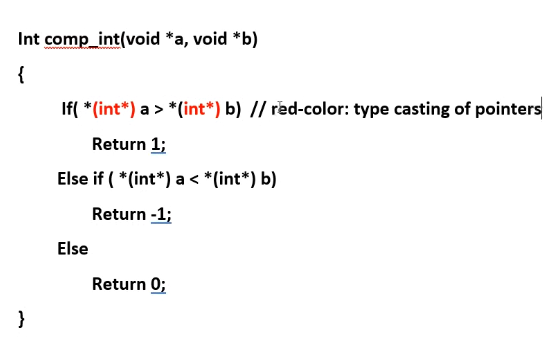 Int comp_int(void *a, void *b)
{
If( *(int*) a > *(int*) b) // red-color: type casting of pointers
Return 1;
Else if ( *(int*) a < *(int*) b)
Return -1;
Else
Return 0;
}